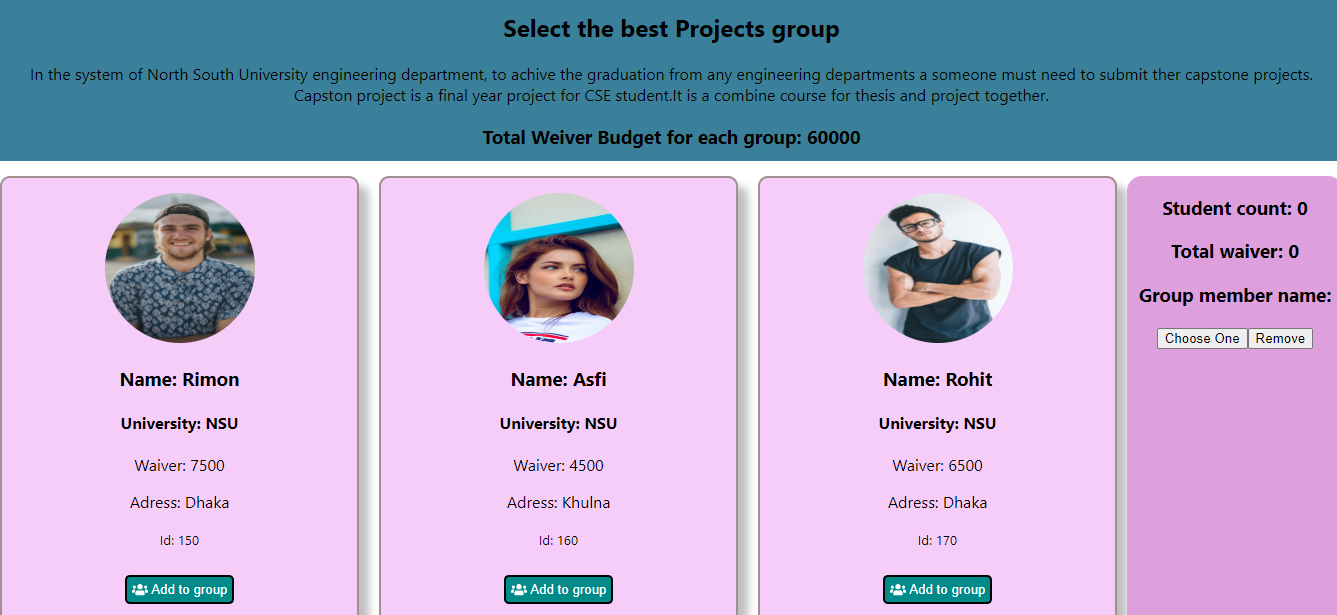 Select the best Projects group
In the system of North South University engineering department, to achive the graduation from any engineering departments a someone must need to submit ther capstone projects.
Capston project is a final year project for CSE student.It is a combine course for thesis and project together.
Total Weiver Budget for each group: 60000
Name: Rimon
University: NSU
Waiver: 7500
Adress: Dhaka
Id: 150
Add to group
Name: Asfi
University: NSU
Waiver: 4500
Adress: Khulna
Id: 160
Add to group
Name: Rohit
University: NSU
Waiver: 6500
Adress: Dhaka
Id: 170
Add to group
Student count: 0
Total waiver: 0
Group member name:
Choose One Remove